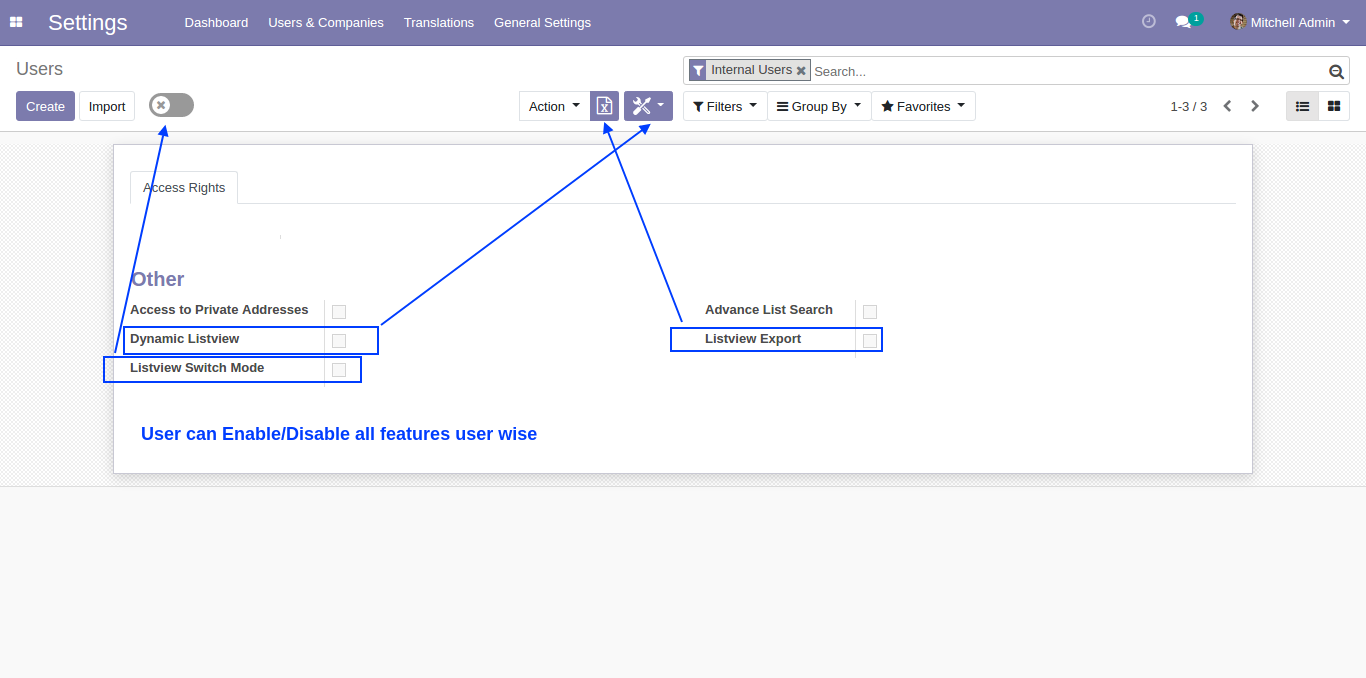 Settings Dashboard Users & Companies Translations General Settings 1 Mitchell Admin
Users Internal Users Search...
Create Import Action Filters Group By Favorites 1-3 / 3
Access Rights
Other
Access to Private Addresses Advance List Search
Dynamic Listview Listview Export
Listview Switch Mode
User can Enable/Disable all features user wise